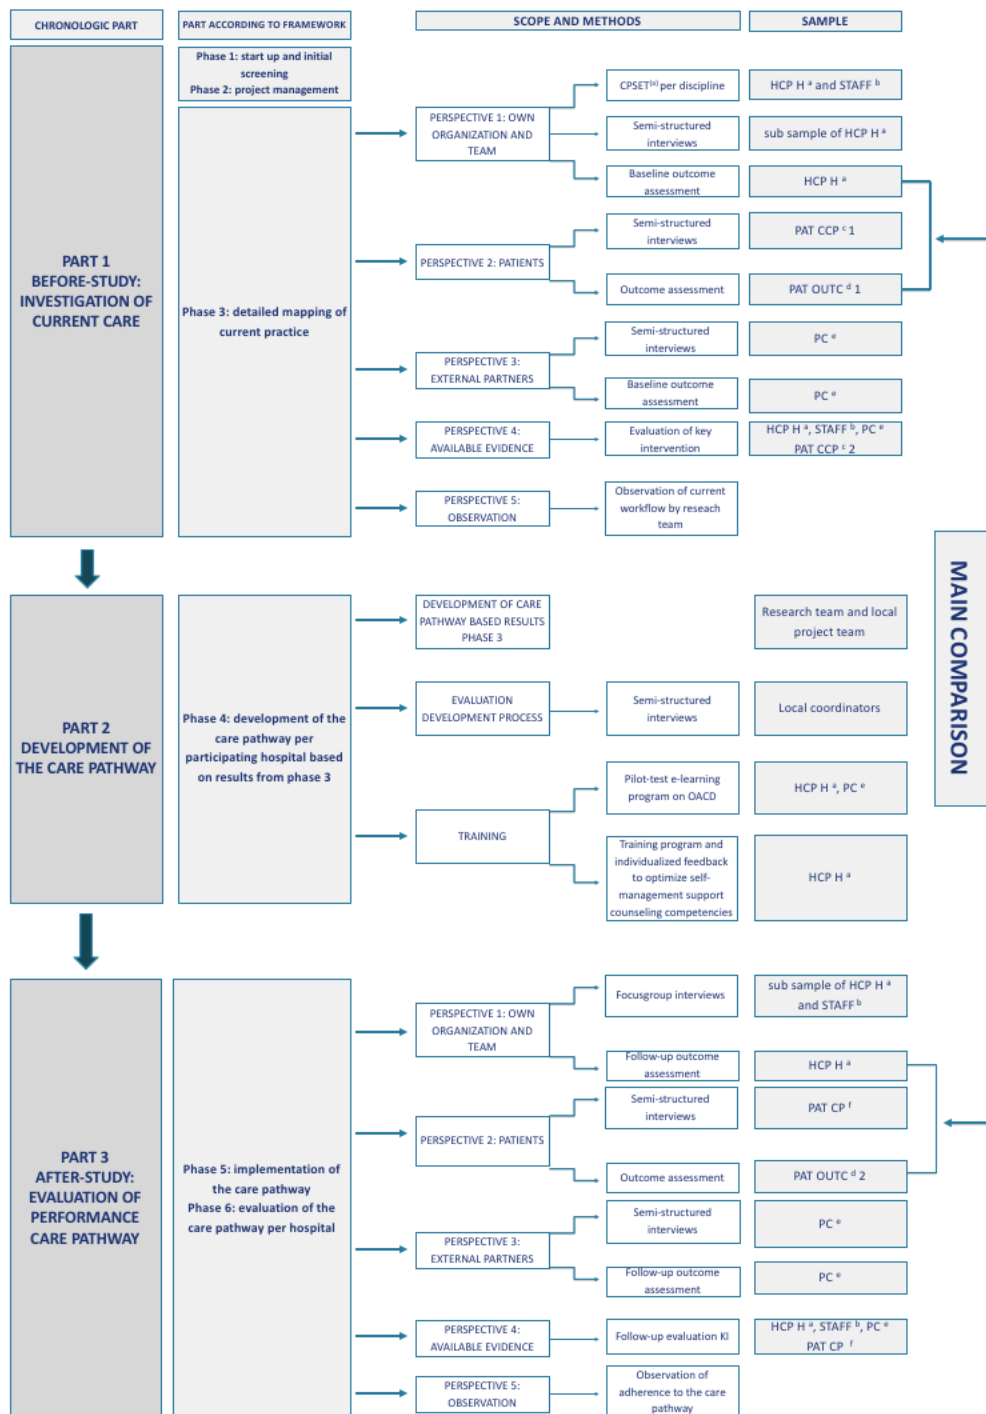 CHRONOLOGIC PART
PART ACCORDING TO FRAMEWORK
SCOPE AND METHODS
SAMPLE
PART 1
BEFORE-STUDY:
INVESTIGATION OF
CURRENT CARE
Phase 1: start up and initial
screening
Phase 2: project management
Phase 3: detailed mapping of
current practice
PERSPECTIVE 1: OWN
ORGANIZATION AND
TEAM
CPSET(a) per discipline
HCP H a and STAFF b
Semi-structured
interviews
sub sample of HCP H a
Baseline outcome
assessment
HCP H a
PERSPECTIVE 2: PATIENTS
Semi-structured
interviews
PAT CCP c 1
Outcome assessment
PAT OUTC d 1
PERSPECTIVE 3:
EXTERNAL PARTNERS
Semi-structured
interviews
PC e
Baseline outcome
assessment
PC e
PERSPECTIVE 4:
AVAILABLE EVIDENCE
Evaluation of key
intervention
HCP H a, STAFF b, PC e
PAT CCP c 2
PERSPECTIVE 5:
OBSERVATION
Observation of current
workflow by reseach
team
MAIN COMPARISON
PART 2
DEVELOPMENT OF
THE CARE PATHWAY
Phase 4: development of the
care pathway per
participating hospital based
on results from phase 3
DEVELOPMENT OF CARE
PATHWAY BASED RESULTS
PHASE 3
Research team and local
project team
EVALUATION
DEVELOPMENT PROCESS
Semi-structured
interviews
Local coordinators
TRAINING
Pilot-test e-learning
program on OACD
HCP H a, PC e
Training program and
individualized feedback
to optimize self-
management support
counseling competencies
HCP H a
PART 3
AFTER-STUDY:
EVALUATION OF
PERFORMANCE
CARE PATHWAY
Phase 5: implementation of
the care pathway
Phase 6: evaluation of the
care pathway per hospital
PERSPECTIVE 1: OWN
ORGANIZATION AND
TEAM
Focusgroup interviews
sub sample of HCP H a
and STAFF b
Follow-up outcome
assessment
HCP H a
PERSPECTIVE 2: PATIENTS
Semi-structured
interviews
PAT CP f
Outcome assessment
PAT OUTC d 2
PERSPECTIVE 3:
EXTERNAL PARTNERS
Semi-structured
interviews
PC e
Follow-up outcome
assessment
PC e
PERSPECTIVE 4:
AVAILABLE EVIDENCE
Follow-up evaluation KI
HCP H a, STAFF b, PC e
PAT CP f
PERSPECTIVE 5:
OBSERVATION
Observation of
adherence to the care
pathway